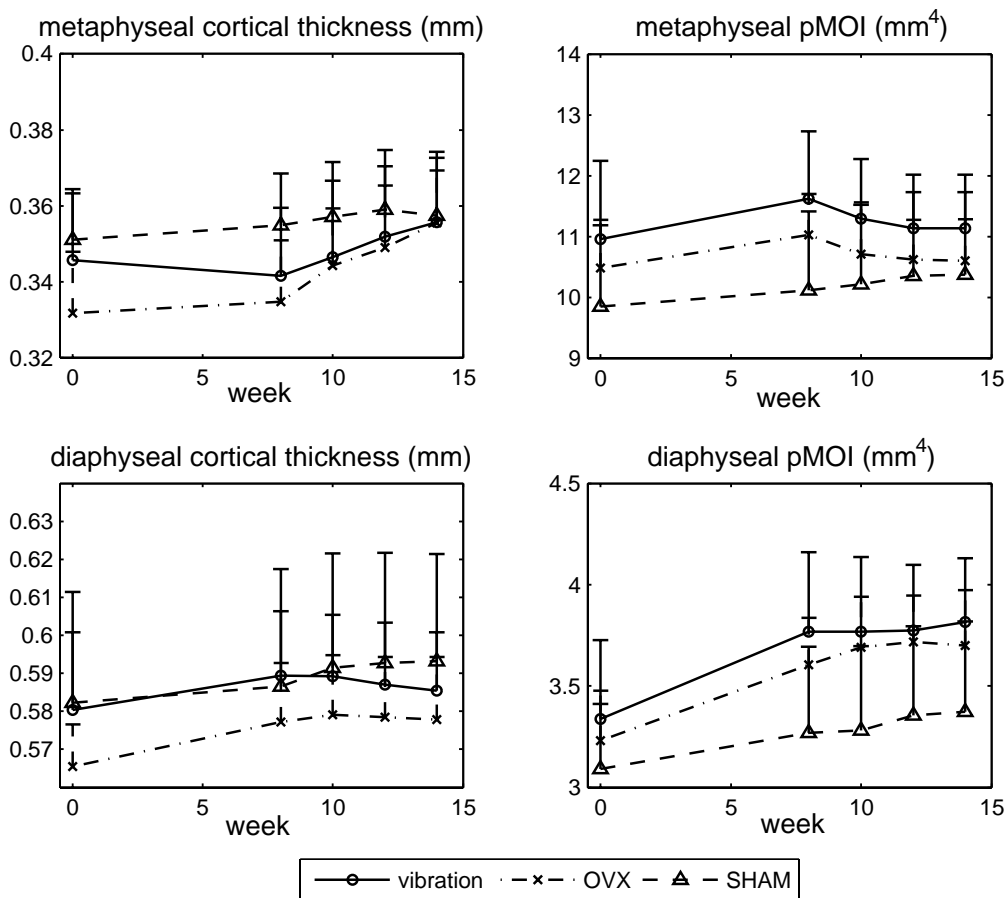 metaphyseal cortical thickness (mm)
0.4
0.38
0.36
0.34
0.32
0 5 10 15
week
metaphyseal pMOI (mm⁴)
14
13
12
11
10
9
0 5 10 15
week
diaphyseal cortical thickness (mm)
0.63
0.62
0.61
0.6
0.59
0.58
0.57
0 5 10 15
week
diaphyseal pMOI (mm⁴)
4.5
4
3.5
3
0 5 10 15
week
vibration OVX SHAM